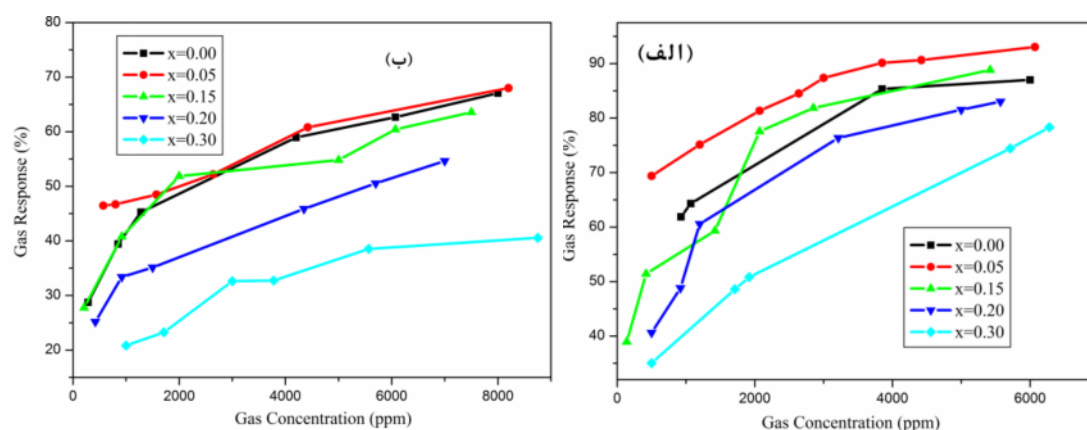 80
70
60
50
40
30
20
Gas Response (%)
x=0.00
x=0.05
x=0.15
x=0.20
x=0.30
(ب)
0 2000 4000 6000 8000
Gas Concentration (ppm)
90
80
70
60
50
40
Gas Response (%)
(الف)
x=0.00
x=0.05
x=0.15
x=0.20
x=0.30
0 2000 4000 6000
Gas Concentration (ppm)